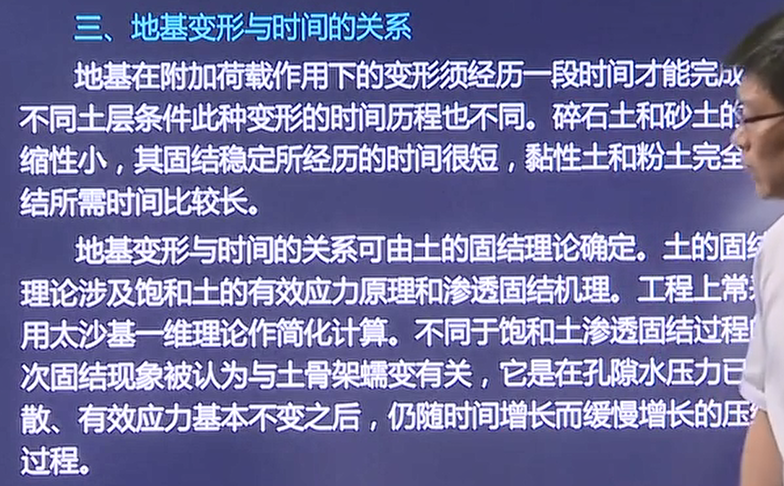 三、地基变形与时间的关系
地基在附加荷载作用下的变形须经历一段时间才能完成
不同土层条件此种变形的时间历程也不同。碎石土和砂土的
缩性小，其固结稳定所经历的时间很短，黏性土和粉土完全
结所需时间比较长。
地基变形与时间的关系可由土的固结理论确定。土的固结
理论涉及饱和土的有效应力原理和渗透固结机理。工程上常
用太沙基一维理论作简化计算。不同于饱和土渗透固结过程
次固结现象被认为与土骨架蠕变有关，它是在孔隙水压力已
散、有效应力基本不变之后，仍随时间增长而缓慢增长的压
过程。